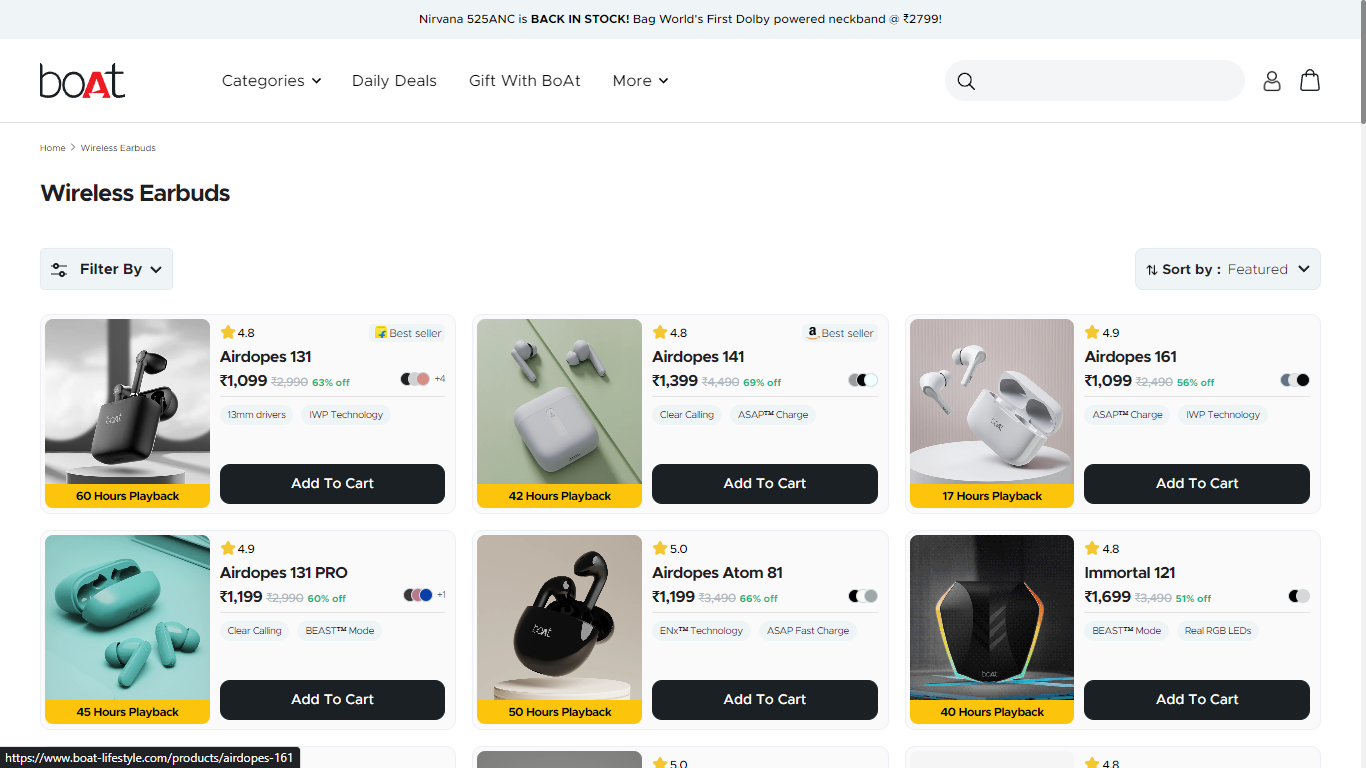 Nirvana 525ANC is BACK IN STOCK! Bag World's First Dolby powered neckband @ ₹2799!
boAt
Categories
Daily Deals
Gift With BoAt
More
Home > Wireless Earbuds
Wireless Earbuds
Filter By
Sort by : Featured
4.8
Best seller
Airdopes 131
₹1,099 ₹2,990 63% off
+4
13mm drivers
IWP Technology
boAt
60 Hours Playback
Add To Cart
4.8
Best seller
Airdopes 141
₹1,399 ₹4,490 69% off
Clear Calling
ASAP™ Charge
42 Hours Playback
Add To Cart
4.9
Airdopes 161
₹1,099 ₹2,490 56% off
ASAP™ Charge
IWP Technology
boAt
17 Hours Playback
Add To Cart
4.9
Airdopes 131 PRO
₹1,199 ₹2,990 60% off
+1
Clear Calling
BEAST™ Mode
45 Hours Playback
Add To Cart
5.0
Airdopes Atom 81
₹1,199 ₹3,490 66% off
ENx™ Technology
ASAP Fast Charge
boAt
50 Hours Playback
Add To Cart
4.8
Immortal 121
₹1,699 ₹3,490 51% off
BEAST™ Mode
Real RGB LEDs
boAt
40 Hours Playback
Add To Cart
5.0
4.8
https://www.boat-lifestyle.com/products/airdopes-161